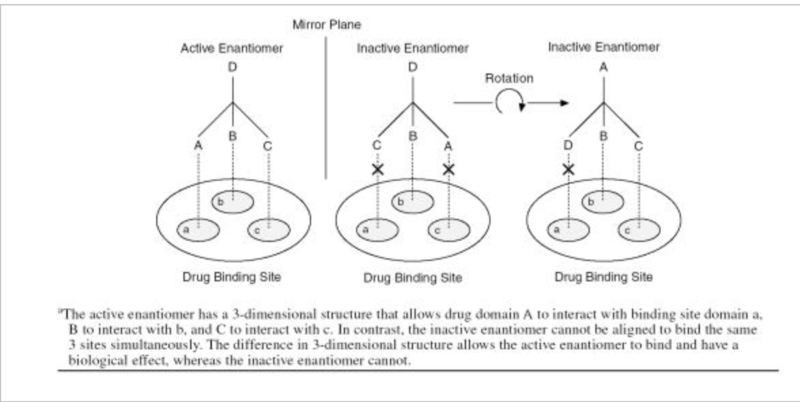 Mirror Plane
Active Enantiomer
Inactive Enantiomer
Inactive Enantiomer
D
D
A
Rotation
A
B
C
C
B
A
D
B
C
a
b
c
a
b
c
a
b
c
Drug Binding Site
Drug Binding Site
Drug Binding Site
ªThe active enantiomer has a 3-dimensional structure that allows drug domain A to interact with binding site domain a,
B to interact with b, and C to interact with c. In contrast, the inactive enantiomer cannot be aligned to bind the same
3 sites simultaneously. The difference in 3-dimensional structure allows the active enantiomer to bind and have a
biological effect, whereas the inactive enantiomer cannot.